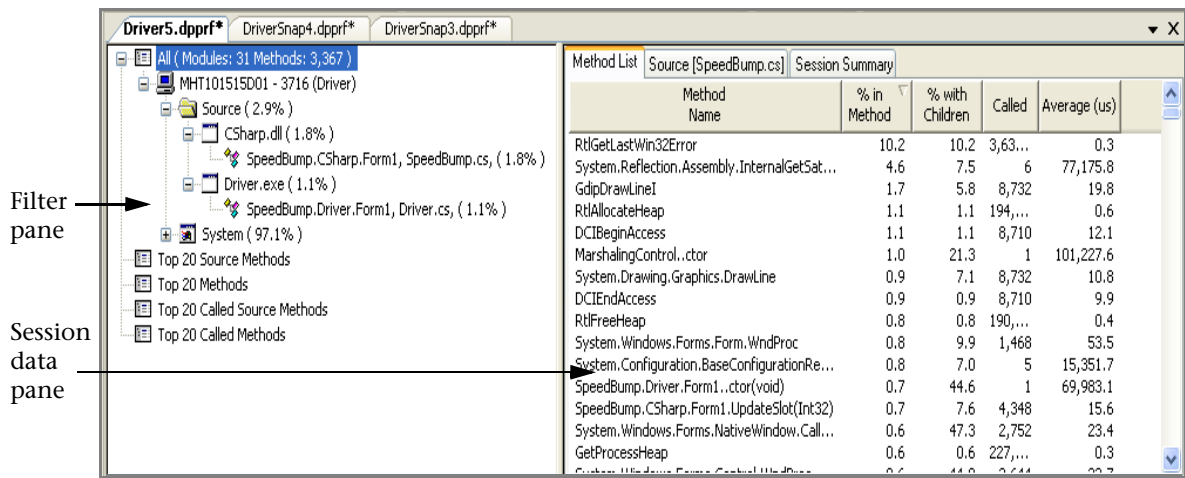 Driver5.dpprf* DriverSnap4.dpprf* DriverSnap3.dpprf* X
All ( Modules: 31 Methods: 3,367 )
MHT101515D01 - 3716 (Driver)
Source ( 2.9% )
CSharp.dll ( 1.8% )
SpeedBump.CSharp.Form1, SpeedBump.cs, ( 1.8% )
Driver.exe ( 1.1% )
SpeedBump.Driver.Form1, Driver.cs, ( 1.1% )
System ( 97.1% )
Top 20 Source Methods
Top 20 Methods
Top 20 Called Source Methods
Top 20 Called Methods
Filter
pane
Session
data
pane
Method List Source [SpeedBump.cs] Session Summary
Method Name % in Method % with Children Called Average (us)
RtlGetLastWin32Error 10.2 10.2 3,63... 0.3
System.Reflection.Assembly.InternalGetSat... 4.6 7.5 6 77,175.8
GdipDrawLineI 1.7 5.8 8,732 19.8
RtlAllocateHeap 1.1 1.1 194,... 0.6
DCIBeginAccess 1.1 1.1 8,710 12.1
MarshalingControl..ctor 1.0 21.3 1 101,227.6
System.Drawing.Graphics.DrawLine 0.9 7.1 8,732 10.8
DCIEndAccess 0.9 0.9 8,710 9.9
RtlFreeHeap 0.8 0.8 190,... 0.4
System.Windows.Forms.Form.WndProc 0.8 9.9 1,468 53.5
System.Configuration.BaseConfigurationRe... 0.8 7.0 5 15,351.7
SpeedBump.Driver.Form1..ctor(void) 0.7 44.6 1 69,983.1
SpeedBump.CSharp.Form1.UpdateSlot(Int32) 0.7 7.6 4,348 15.6
System.Windows.Forms.NativeWindow.Call... 0.6 47.3 2,752 23.4
GetProcessHeap 0.6 0.6 227,... 0.3